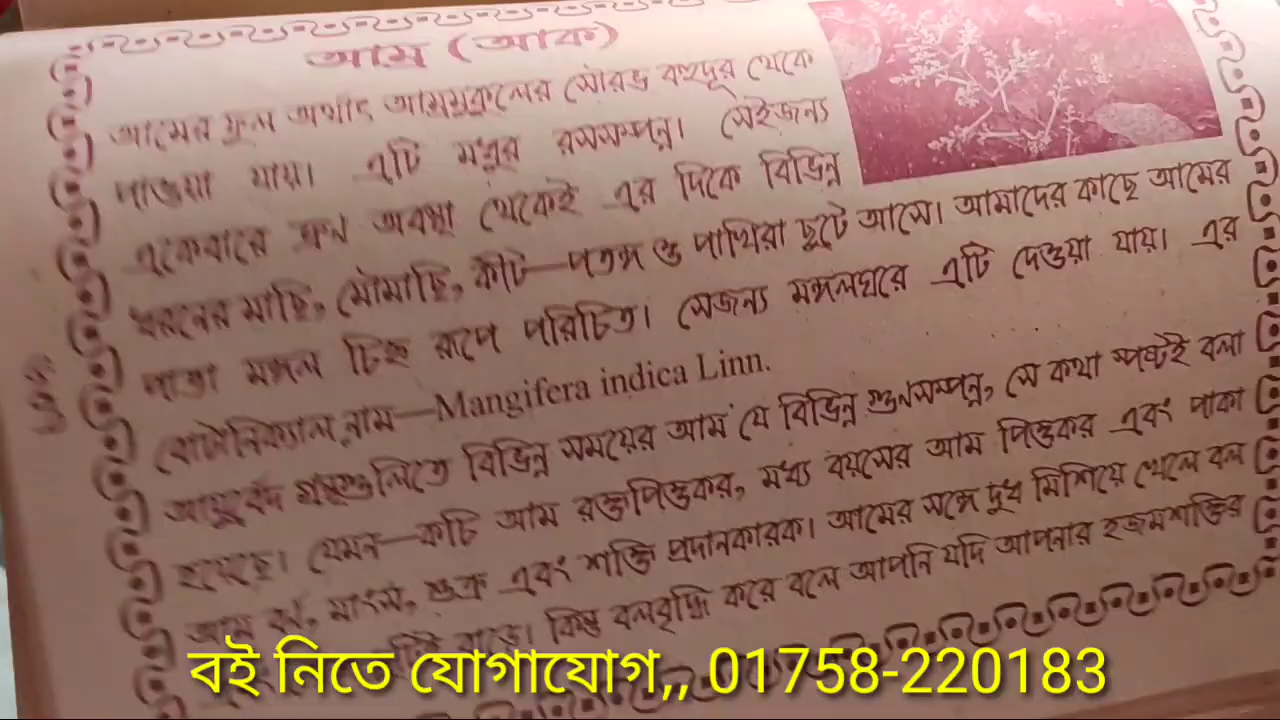 আম্র (আক)
আমের ফুল অর্থাৎ আম্রমুকুলের সৌরভ বহুদূর থেকে
পাওয়া যায়। এটি মধুর রসসম্পন্ন। সেইজন্য
একেবারে ফুল অবস্থা থেকেই এর দিকে বিভিন্ন
ধরনের মাছি, মৌমাছি, কীট—পতঙ্গ ও পাখিরা ছুটে আসে। আমাদের কাছে আমের
পাতা মঙ্গল চিহ্ন রূপে পরিচিত। সেজন্য মঙ্গলঘরে এটি দেওয়া যায়। এর
বোটানিক্যাল নাম—Mangifera indica Linn.
আয়ুর্বেদ গ্রন্থগুলিতে বিভিন্ন সময়ের আম যে বিভিন্ন গুণসম্পন্ন, সে কথা স্পষ্টই বলা
হয়েছে। যেমন—কচি আম রক্তপিত্তকর, মধ্য বয়সের আম পিত্তকর এবং পাকা
আম বর্ণ, মাংস, শুক্র এবং শক্তি প্রদানকারক। আমের সঙ্গে দুধ মিশিয়ে খেলে বল
বাড়ে। কিন্তু বলবৃদ্ধি করে বলে আপনি যদি আপনার হজমশক্তির
বই নিতে যোগাযোগ,, 01758-220183